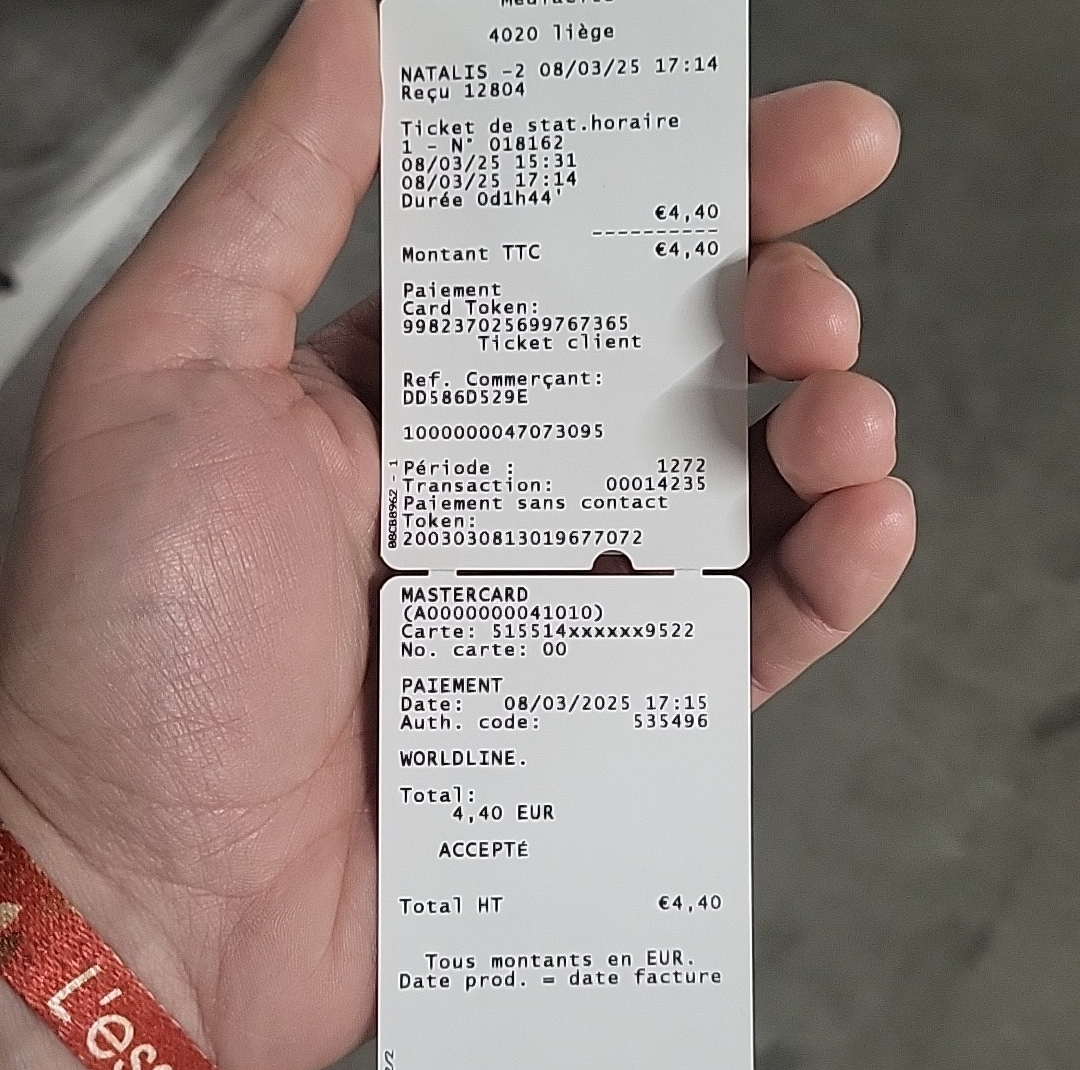 4020 liège
NATALIS -2 08/03/25 17:14
Reçu 12804
Ticket de stat.horaire
1 - N° 018162
08/03/25 15:31
08/03/25 17:14
Durée 0d1h44'
€4,40
----------
Montant TTC €4,40
Paiement
Card Token:
998237025699767365
Ticket client
Ref. Commerçant:
DD586D529E
1000000047073095
Période : 1272
Transaction: 00014235
Paiement sans contact
Token:
2003030813019677072
08CB8962 - 1
MASTERCARD
(A0000000041010)
Carte: 515514xxxxxx9522
No. carte: 00
PAIEMENT
Date: 08/03/2025 17:15
Auth. code: 535496
WORLDLINE.
Total:
4,40 EUR
ACCEPTÉ
Total HT €4,40
Tous montants en EUR.
Date prod. = date facture